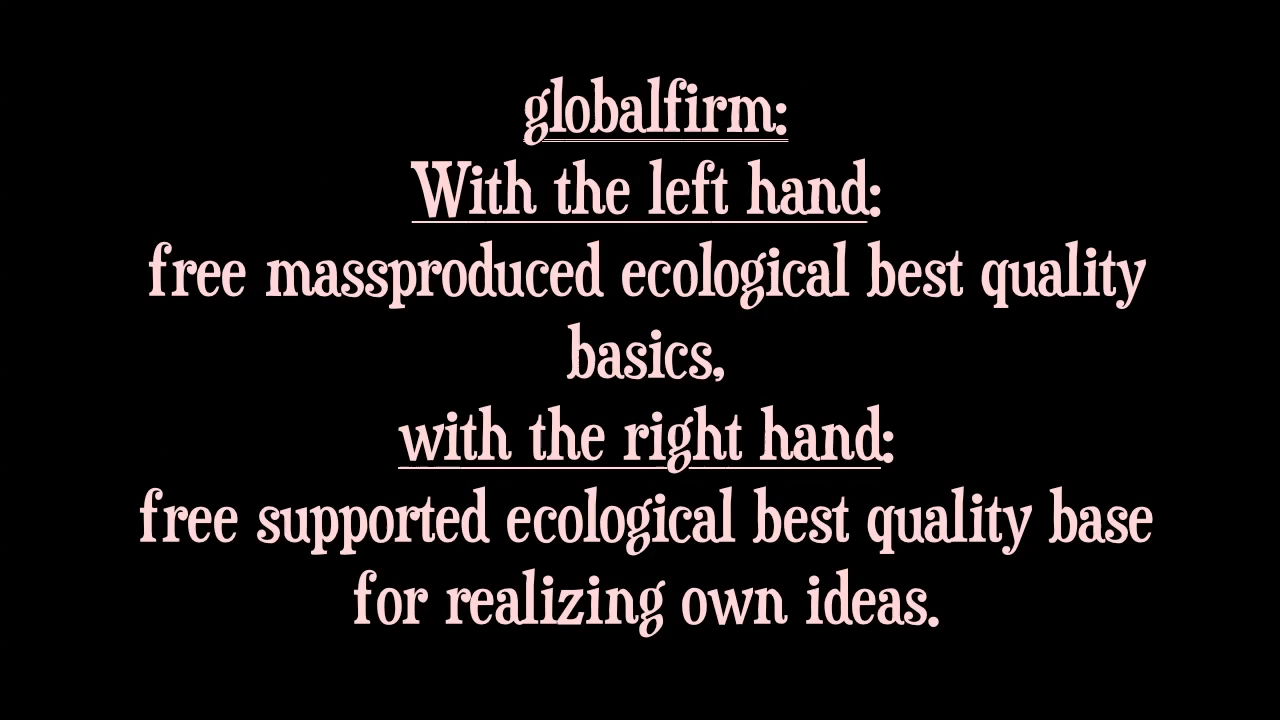 globalfirm:
With the left hand:
free massproduced ecological best quality
basics,
with the right hand:
free supported ecological best quality base
for realizing own ideas.